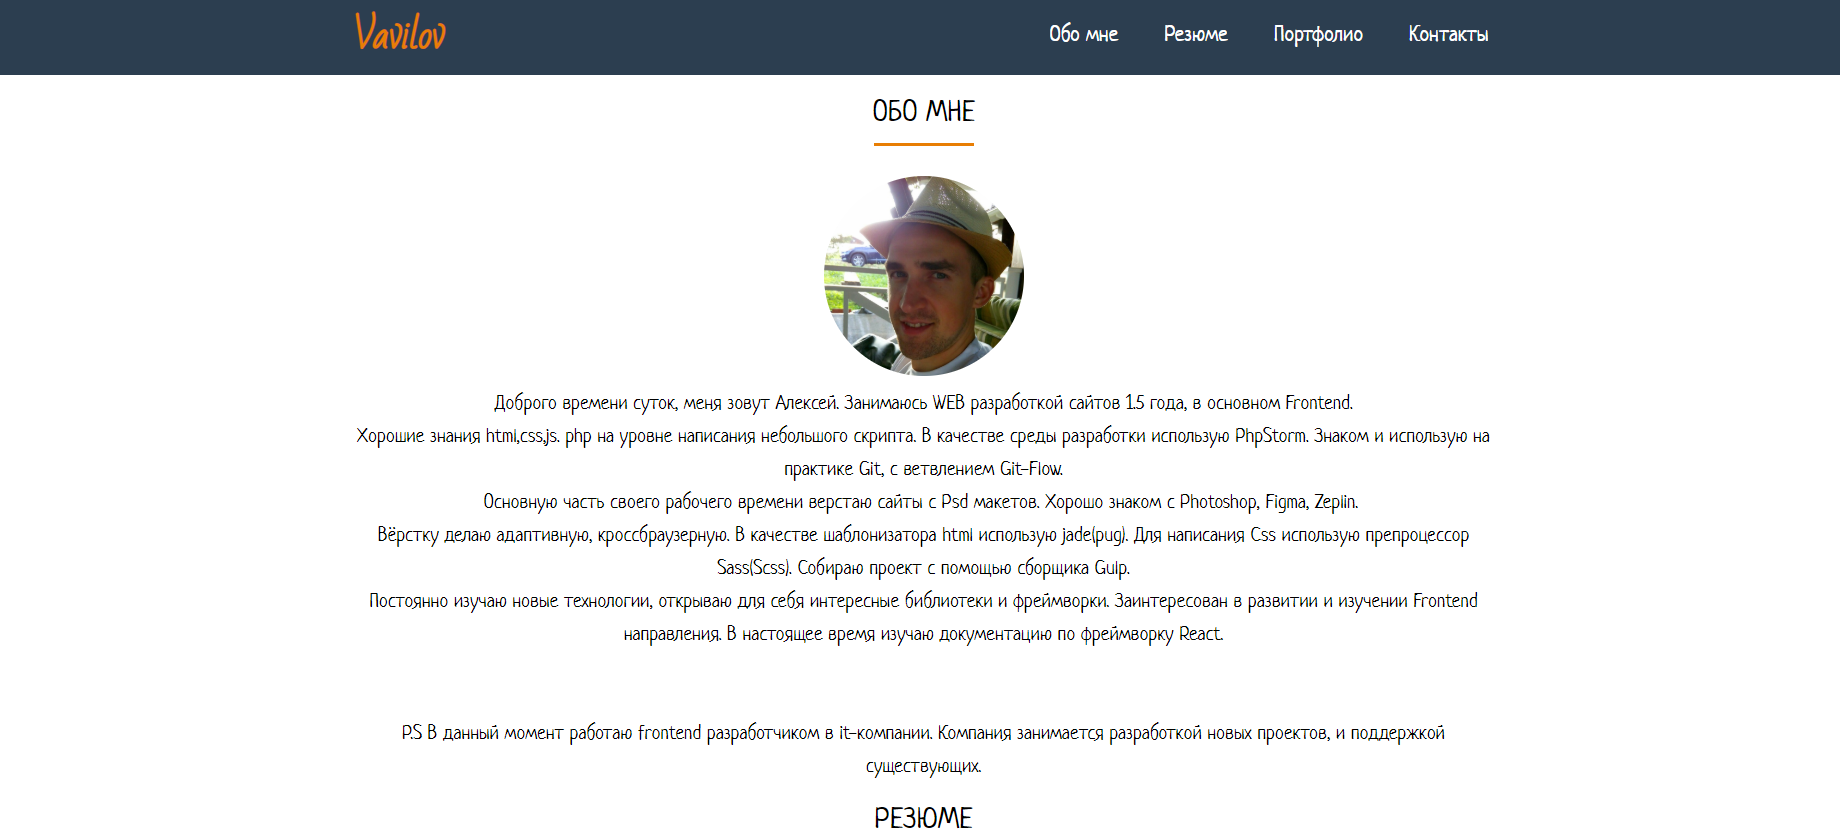 Vavilov
Обо мне
Резюме
Портфолио
Контакты
ОБО МНЕ
Доброго времени суток, меня зовут Алексей. Занимаюсь WEB разработкой сайтов 1.5 года, в основном Frontend.
Хорошие знания html,css,js. php на уровне написания небольшого скрипта. В качестве среды разработки использую PhpStorm. Знаком и использую на
практике Git, с ветвлением Git-Flow.
Основную часть своего рабочего времени верстаю сайты с Psd макетов. Хорошо знаком с Photoshop, Figma, Zeplin.
Вёрстку делаю адаптивную, кроссбраузерную. В качестве шаблонизатора html использую jade(pug). Для написания Css использую препроцессор
Sass(Scss). Собираю проект с помощью сборщика Gulp.
Постоянно изучаю новые технологии, открываю для себя интересные библиотеки и фреймворки. Заинтересован в развитии и изучении Frontend
направления. В настоящее время изучаю документацию по фреймворку React.
P.S В данный момент работаю frontend разработчиком в it-компании. Компания занимается разработкой новых проектов, и поддержкой
существующих.
РЕЗЮМЕ